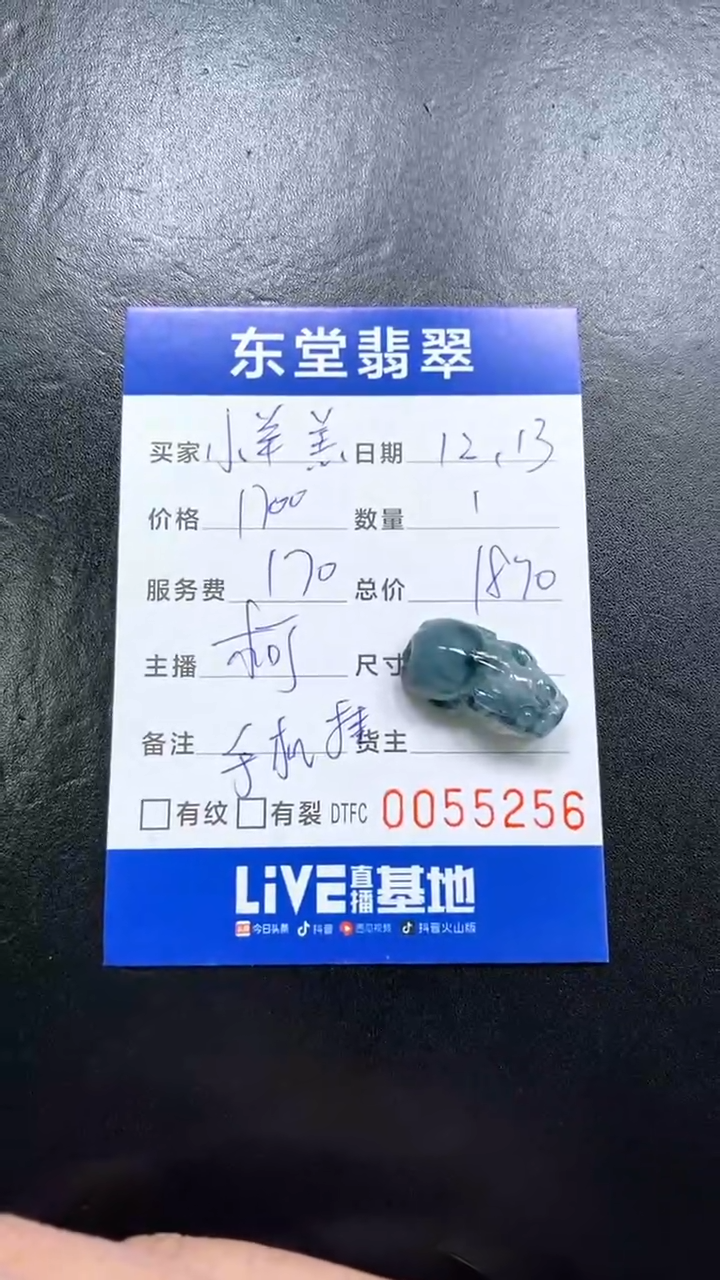 东堂翡翠
买家 小羊羔 日期 12.13
价格 1700 数量 1
服务费 170 总价 1870
主播 柯 尺寸
备注 手机挂 货主
有纹 有裂 DTFC 0055256
LiVE直播基地
今日头条 抖音 西瓜视频 抖音火山版